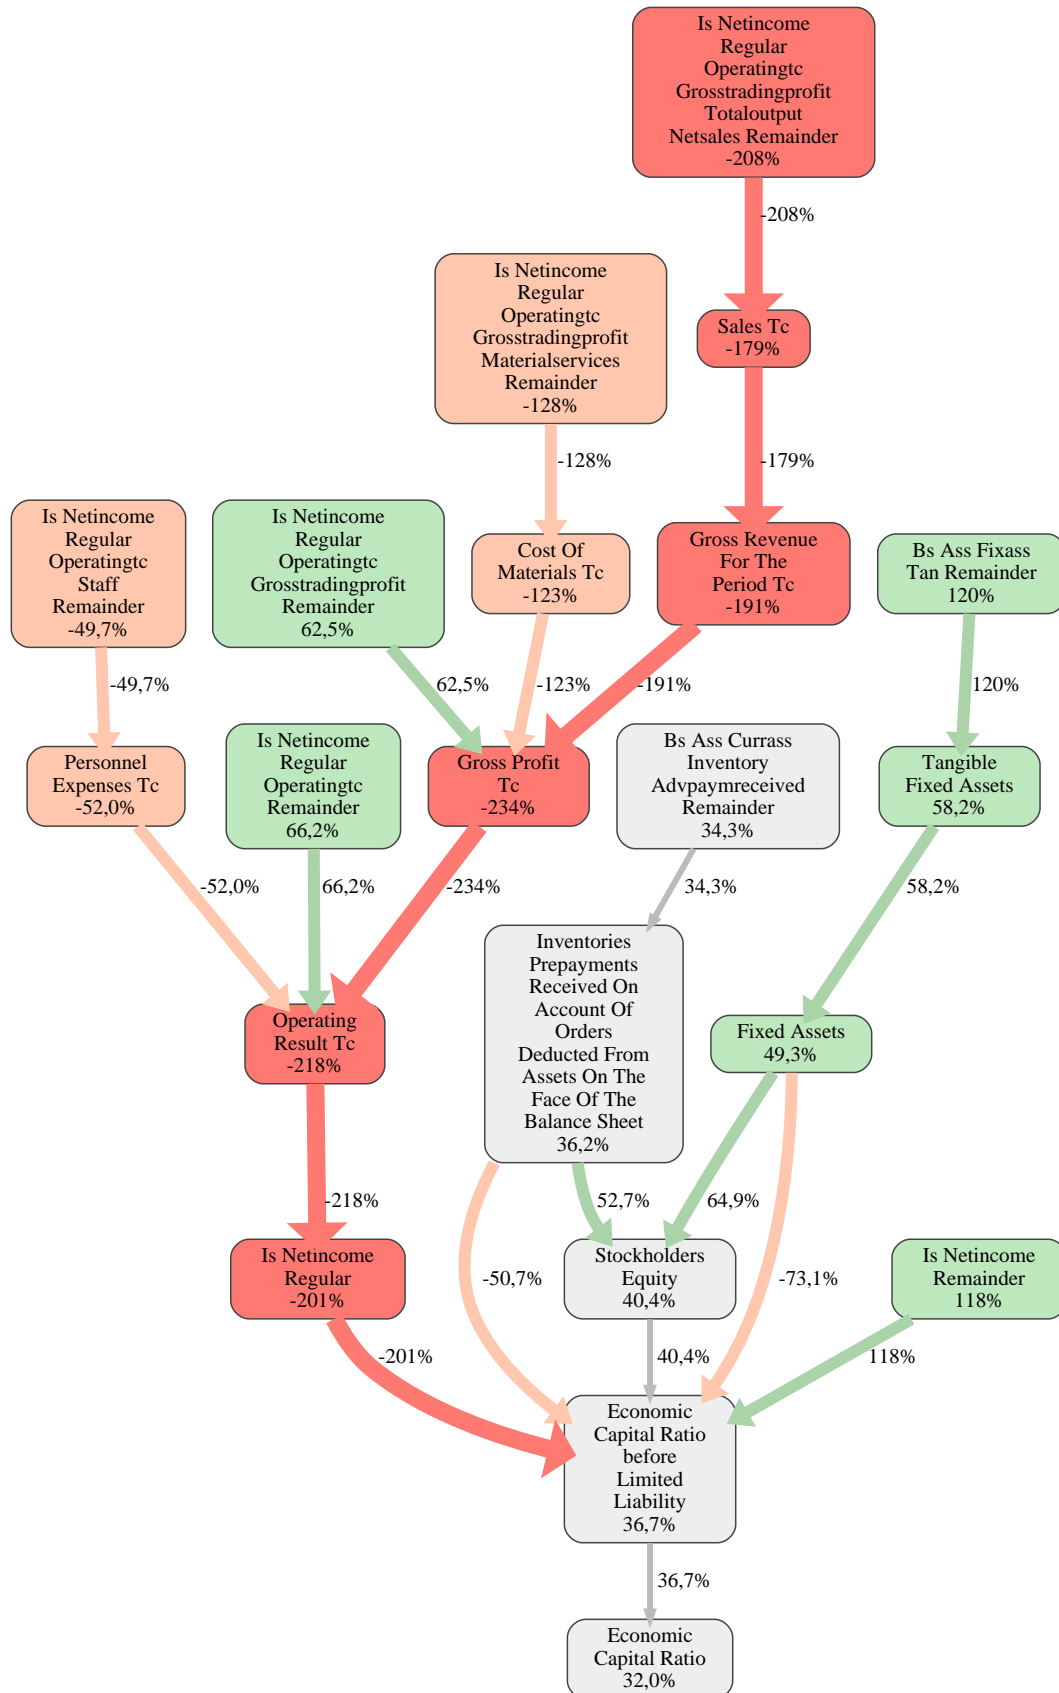 Is Netincome
Regular
Operatingtc
Grosstradingprofit
Totaloutput
Netsales Remainder
-208%
-208%
Is Netincome
Regular
Operatingtc
Grosstradingprofit
Materialservices
Remainder
-128%
Sales Tc
-179%
-128%
-179%
Is Netincome
Regular
Operatingtc
Staff
Remainder
-49,7%
Is Netincome
Regular
Operatingtc
Grosstradingprofit
Remainder
62,5%
Cost Of
Materials Tc
-123%
Gross Revenue
For The
Period Tc
-191%
Bs Ass Fixass
Tan Remainder
120%
-49,7%
62,5%
-123%
-191%
120%
Personnel
Expenses Tc
-52,0%
Is Netincome
Regular
Operatingtc
Remainder
66,2%
Gross Profit
Tc
-234%
Bs Ass Currass
Inventory
Advpaymreceived
Remainder
34,3%
Tangible
Fixed Assets
58,2%
-52,0%
66,2%
-234%
34,3%
58,2%
Operating
Result Tc
-218%
Inventories
Prepayments
Received On
Account Of
Orders
Deducted From
Assets On The
Face Of The
Balance Sheet
36,2%
Fixed Assets
49,3%
-218%
52,7%
64,9%
Is Netincome
Regular
-201%
-50,7%
Stockholders
Equity
40,4%
-73,1%
Is Netincome
Remainder
118%
-201%
40,4%
118%
Economic
Capital Ratio
before
Limited
Liability
36,7%
36,7%
Economic
Capital Ratio
32,0%